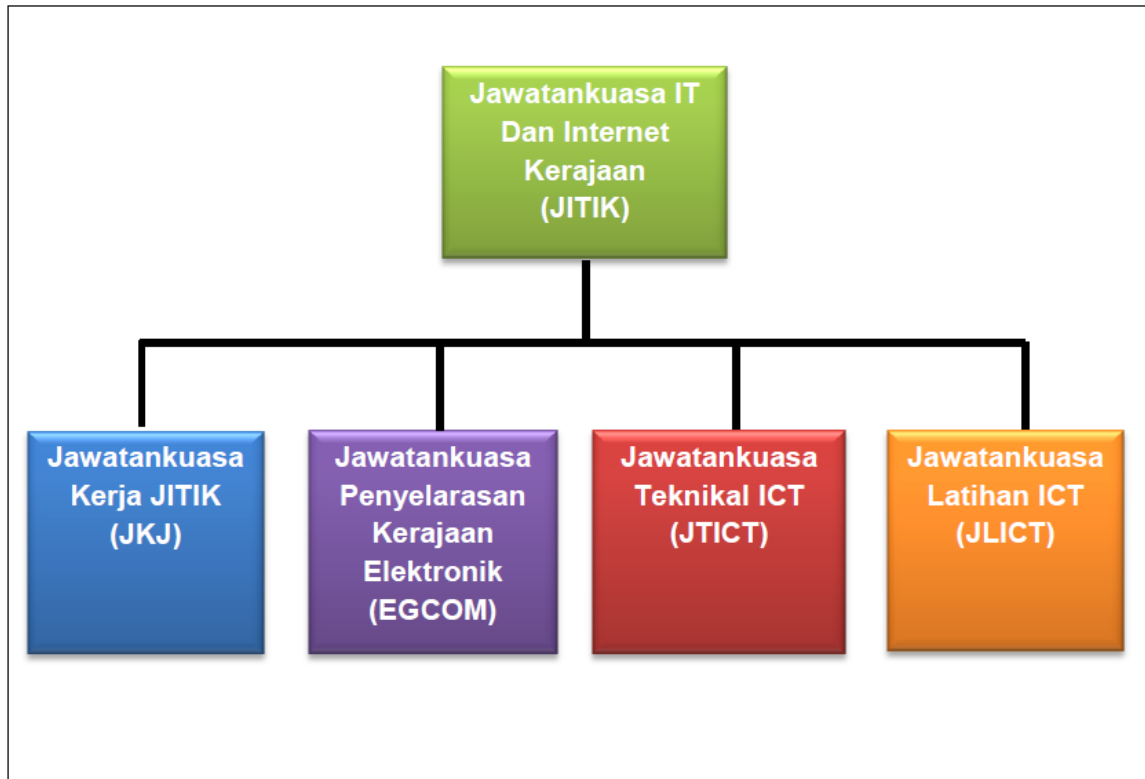 Jawatankuasa IT
Dan Internet
Kerajaan
(JITIK)
Jawatankuasa
Kerja JITIK
(JKJ)
Jawatankuasa
Penyelarasan
Kerajaan
Elektronik
(EGCOM)
Jawatankuasa
Teknikal ICT
(JTICT)
Jawatankuasa
Latihan ICT
(JLICT)